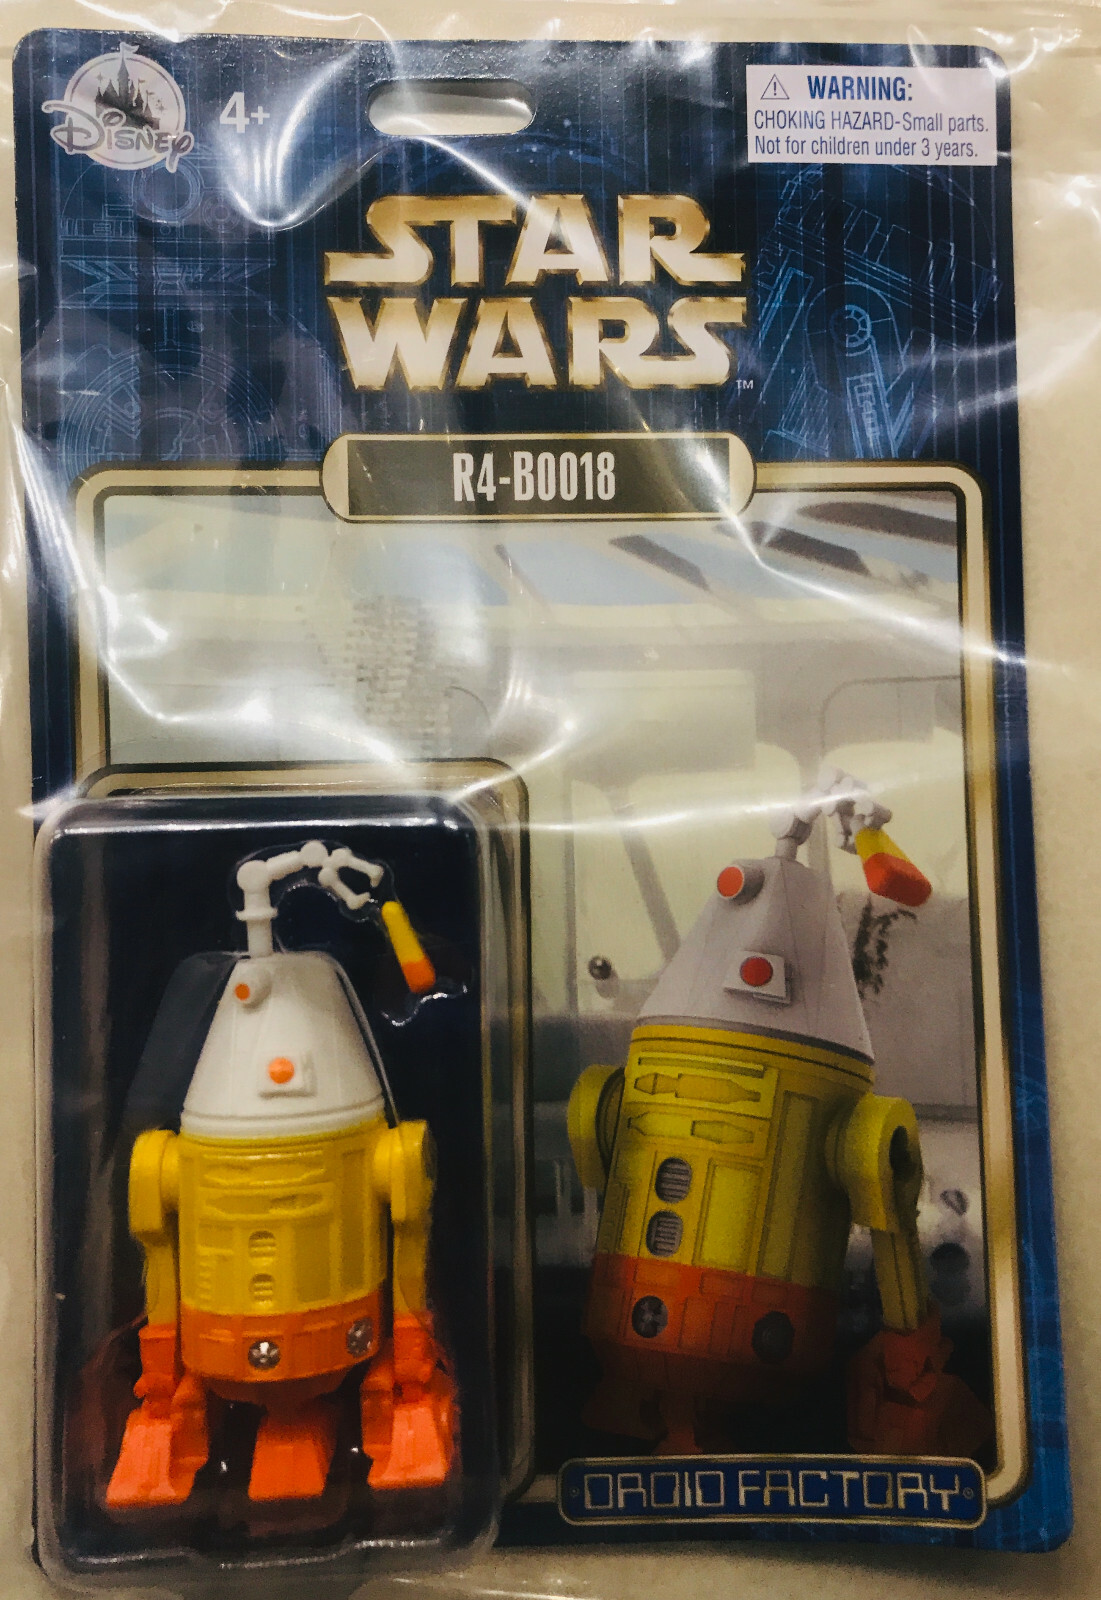 Disney
4+
WARNING:
CHOKING HAZARD-Small parts.
Not for children under 3 years.
STAR
WARS
TM
R4-B0018
DROID FACTORY